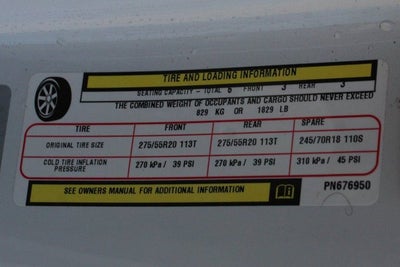 TIRE AND LOADING INFORMATION
SEATING CAPACITY - TOTAL 6 FRONT 3 REAR 3
THE COMBINED WEIGHT OF OCCUPANTS AND CARGO SHOULD NEVER EXCEED
829 KG OR 1829 LB
TIRE FRONT REAR SPARE
ORIGINAL TIRE SIZE 275/55R20 113T 275/55R20 113T 245/70R18 110S
COLD TIRE INFLATION PRESSURE 270 kPa / 39 PSI 270 kPa / 39 PSI 310 kPa / 45 PSI
SEE OWNERS MANUAL FOR ADDITIONAL INFORMATION PN676950